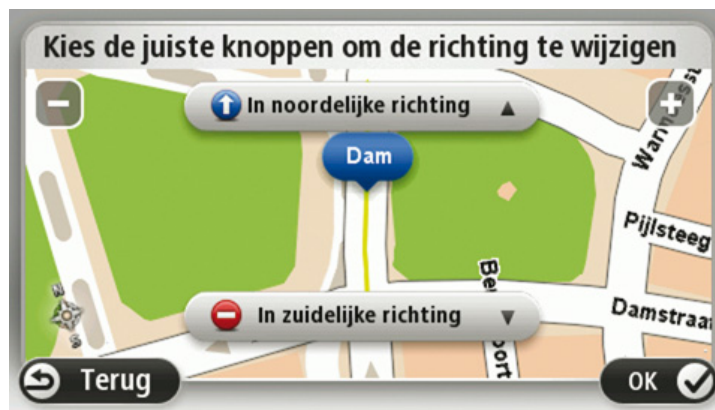 Kies de juiste knoppen om de richting te wijzigen
In noordelijke richting
Dam
Pijlsteeg
In zuidelijke richting
Damstraa
N
S
Terug
OK